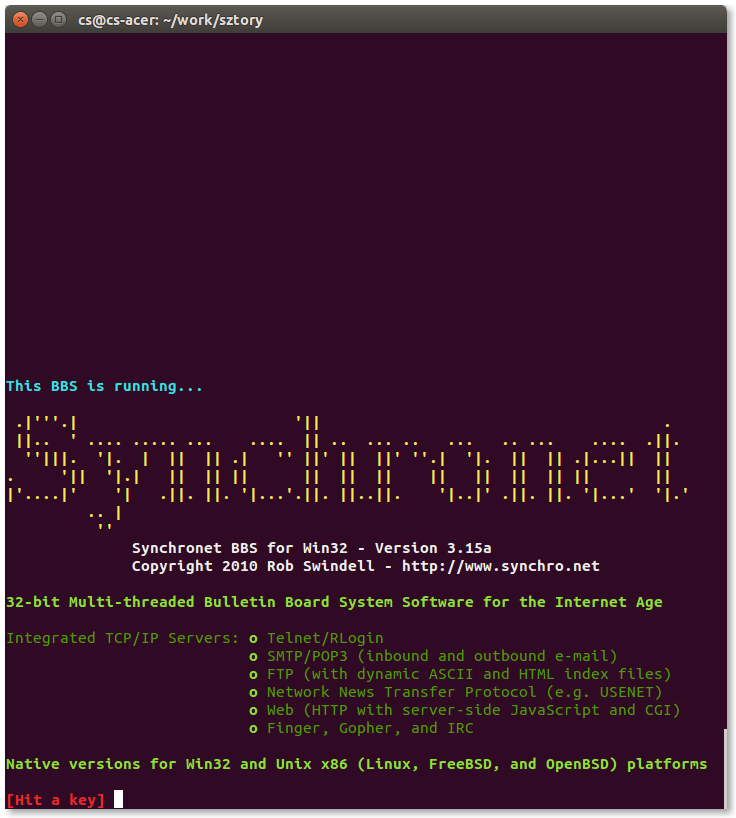 cs@cs-acer: ~/work/sztory
This BBS is running...
Synchronet
Synchronet BBS for Win32 - Version 3.15a
Copyright 2010 Rob Swindell - http://www.synchro.net
32-bit Multi-threaded Bulletin Board System Software for the Internet Age
Integrated TCP/IP Servers: o Telnet/RLogin
o SMTP/POP3 (inbound and outbound e-mail)
o FTP (with dynamic ASCII and HTML index files)
o Network News Transfer Protocol (e.g. USENET)
o Web (HTTP with server-side JavaScript and CGI)
o Finger, Gopher, and IRC
Native versions for Win32 and Unix x86 (Linux, FreeBSD, and OpenBSD) platforms
[Hit a key]